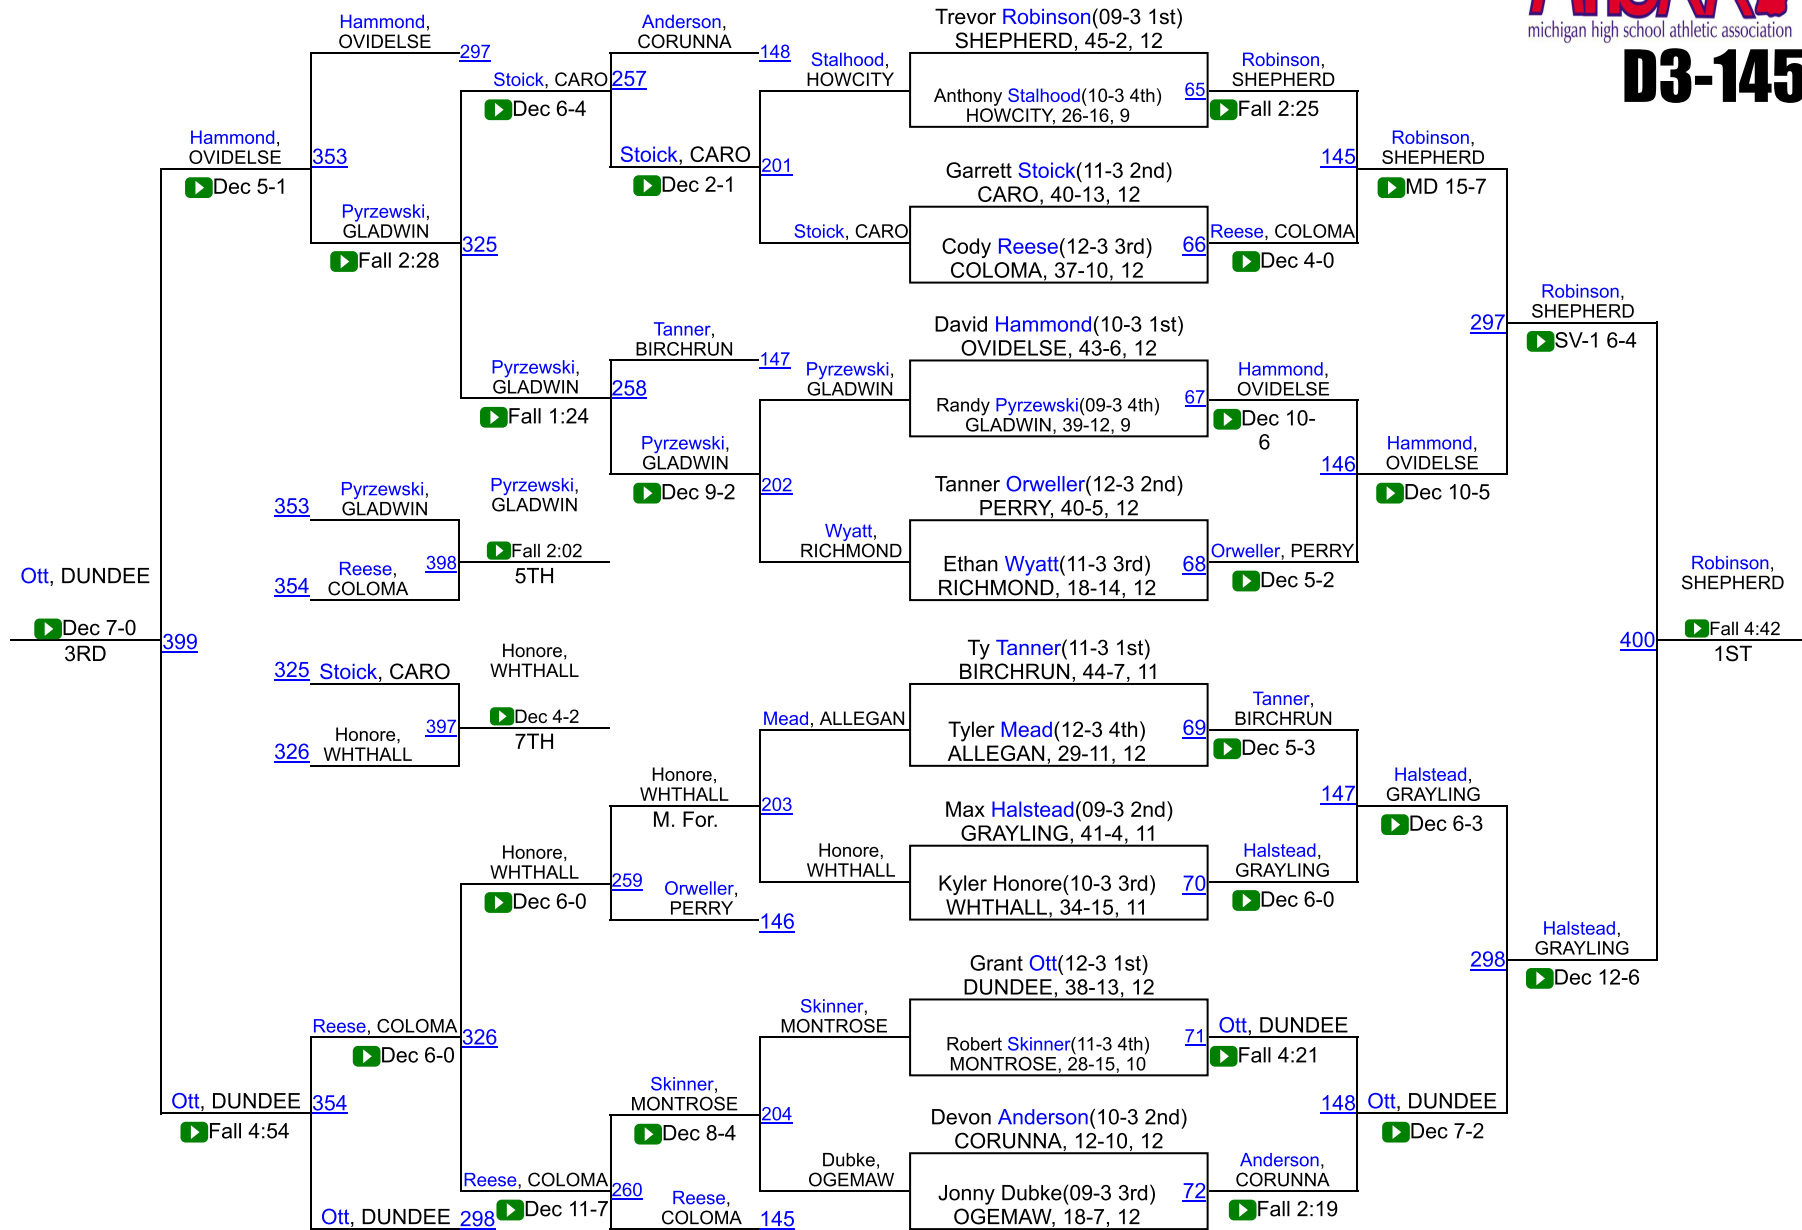 michigan high school athletic association
D3-145
Hammond,
OVIDELSE
297
Stoick, CARO
Dec 6-4
Hammond,
OVIDELSE
Dec 5-1
353
Pyrzewski,
GLADWIN
Fall 2:28
325
Anderson,
CORUNNA
148
257
Stoick, CARO
Dec 2-1
201
Stalhood,
HOWCITY
Stoick, CARO
Trevor Robinson(09-3 1st)
SHEPHERD, 45-2, 12
Anthony Stalhood(10-3 4th)
HOWCITY, 26-16, 9
65
Garrett Stoick(11-3 2nd)
CARO, 40-13, 12
Cody Reese(12-3 3rd)
COLOMA, 37-10, 12
66
Robinson,
SHEPHERD
Fall 2:25
145
Reese, COLOMA
Dec 4-0
Robinson,
SHEPHERD
MD 15-7
Tanner,
BIRCHRUN
147
Pyrzewski,
GLADWIN
Fall 1:24
258
Pyrzewski,
GLADWIN
Dec 9-2
202
Pyrzewski,
GLADWIN
Wyatt,
RICHMOND
David Hammond(10-3 1st)
OVIDELSE, 43-6, 12
Randy Pyrzewski(09-3 4th)
GLADWIN, 39-12, 9
67
Tanner Orweller(12-3 2nd)
PERRY, 40-5, 12
Ethan Wyatt(11-3 3rd)
RICHMOND, 18-14, 12
68
Hammond,
OVIDELSE
Dec 10-
6
146
Orweller, PERRY
Dec 5-2
Hammond,
OVIDELSE
Dec 10-5
297
Robinson,
SHEPHERD
SV-1 6-4
353
Pyrzewski,
GLADWIN
354
Reese,
COLOMA
398
Pyrzewski,
GLADWIN
Fall 2:02
5TH
Ott, DUNDEE
Dec 7-0
3RD
399
325
Stoick, CARO
326
Honore,
WHTHALL
397
Honore,
WHTHALL
Dec 4-2
7TH
Robinson,
SHEPHERD
Fall 4:42
1ST
400
Honore,
WHTHALL
M. For.
203
Mead, ALLEGAN
Honore,
WHTHALL
Ty Tanner(11-3 1st)
BIRCHRUN, 44-7, 11
Tyler Mead(12-3 4th)
ALLEGAN, 29-11, 12
69
Max Halstead(09-3 2nd)
GRAYLING, 41-4, 11
Kyler Honore(10-3 3rd)
WHTHALL, 34-15, 11
70
Tanner,
BIRCHRUN
Dec 5-3
147
Halstead,
GRAYLING
Dec 6-0
Halstead,
GRAYLING
Dec 6-3
Honore,
WHTHALL
Dec 6-0
259
Orweller,
PERRY
146
298
Halstead,
GRAYLING
Dec 12-6
Reese, COLOMA
Dec 6-0
326
Ott, DUNDEE
Fall 4:54
354
Ott, DUNDEE
298
Skinner,
MONTROSE
Dec 8-4
204
Reese, COLOMA
Dec 11-7
260
Reese,
COLOMA
145
Skinner,
MONTROSE
Dubke,
OGEMAW
Grant Ott(12-3 1st)
DUNDEE, 38-13, 12
Robert Skinner(11-3 4th)
MONTROSE, 28-15, 10
71
Devon Anderson(10-3 2nd)
CORUNNA, 12-10, 12
Jonny Dubke(09-3 3rd)
OGEMAW, 18-7, 12
72
Ott, DUNDEE
Fall 4:21
148
Anderson,
CORUNNA
Fall 2:19
Ott, DUNDEE
Dec 7-2